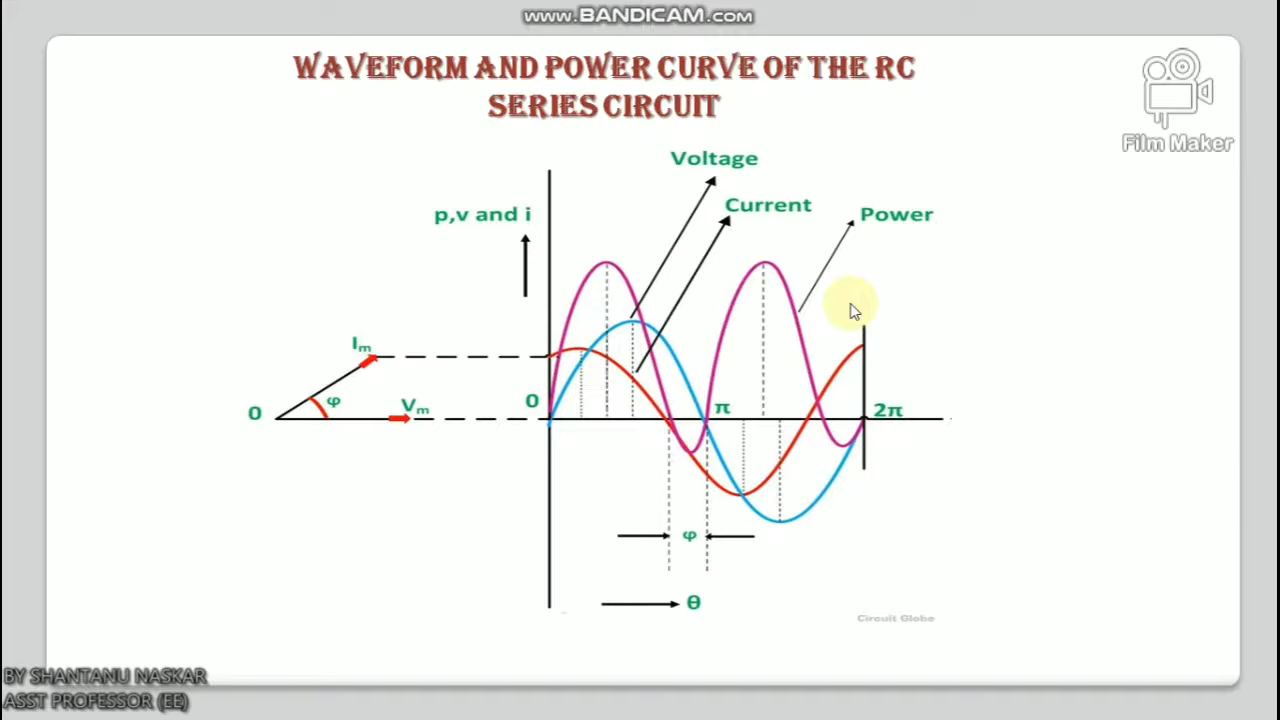 www.BANDICAM.com
WAVEFORM AND POWER CURVE OF THE RC
SERIES CIRCUIT
Film Maker
Voltage
Current
p,v and i
Power
Im
φ
Vm
0
0
π
2π
φ
θ
Circuit Globe
BY SHANTANU NASKAR
ASST PROFESSOR (EE)